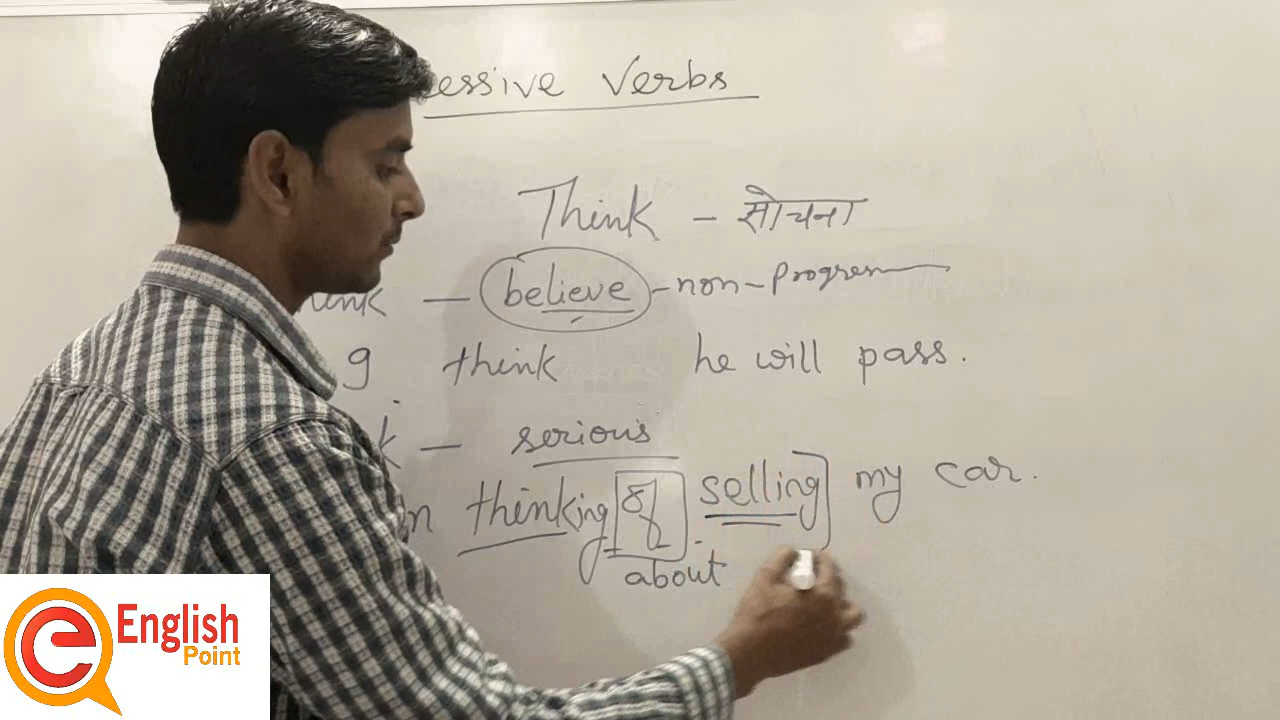 essive Verbs
Think - सोचना
ink - believe - non-Progress
g think he will pass.
k - serious
m thinking of selling my car.
about
English
Point